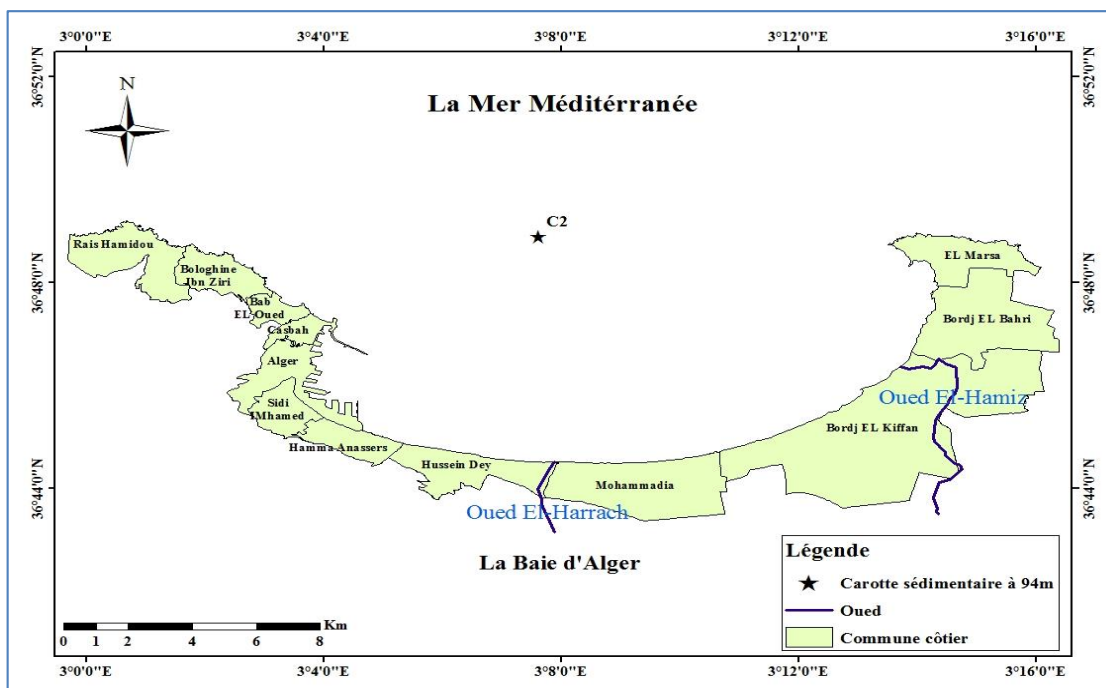 3°0'0"E 3°4'0"E 3°8'0"E 3°12'0"E 3°16'0"E
36°52'0"N 36°52'0"N
N
La Mer Méditérranée
C2
Rais Hamidou
EL Marsa
Bologhine
Ibn Ziri
36°48'0"N 36°48'0"N
Bab
EL-Oued
Bordj EL Bahri
Casbah
Alger
Sidi
IMhamed
Oued El-Hamiz
Bordj EL Kiffan
Hamma Anassers
Hussein Dey
Mohammadia
36°44'0"N 36°44'0"N
Oued El-Harrach
La Baie d'Alger
Légende
Carotte sédimentaire à 94m
Oued
Commune côtier
Km
0 1 2 4 6 8
3°0'0"E 3°4'0"E 3°8'0"E 3°12'0"E 3°16'0"E